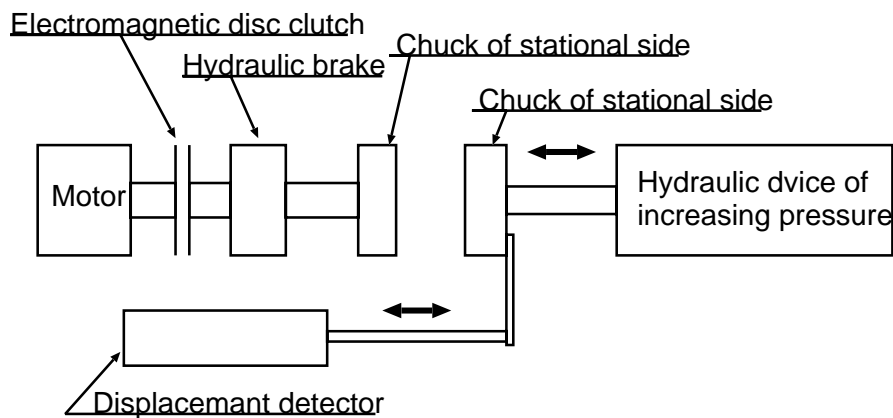 Electromagnetic disc clutch
Chuck of stational side
Hydraulic brake
Chuck of stational side
Motor
Hydraulic dvice of
increasing pressure
Displacemant detector